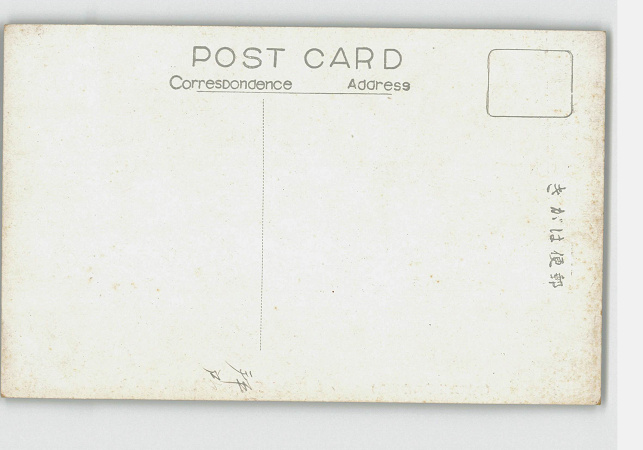 POST CARD
Correspondence Address
きがは便郵